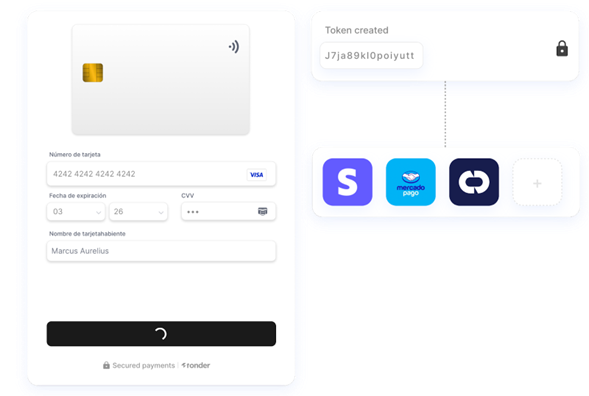 Número de tarjeta
4242 4242 4242 4242
VISA
Fecha de expiración
CVV
03
26
Nombre de tarjetahabiente
Marcus Aurelius
Secured payments
tonder
Token created
J7ja89kl0poiyutt
S
mercado
pago
+